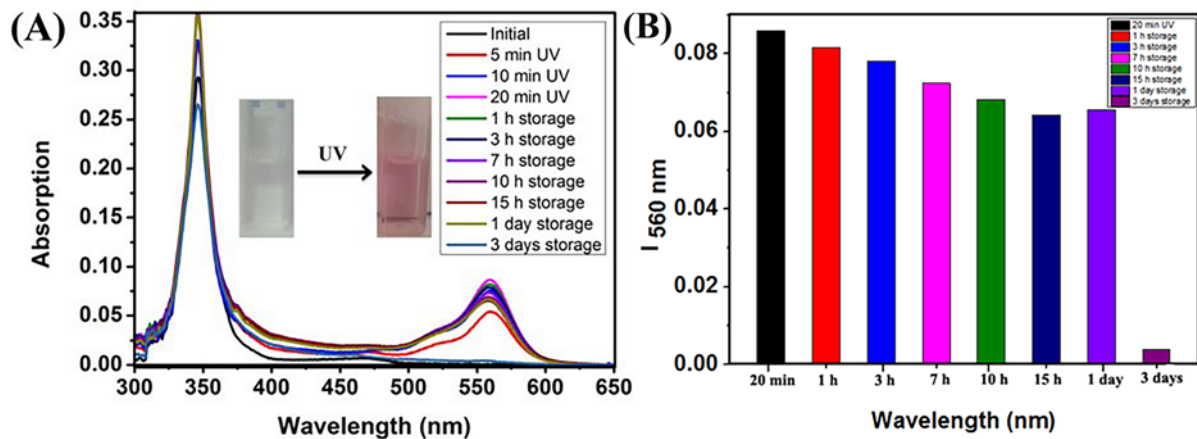 (A)
Absorption
0.35
0.30
0.25
0.20
0.15
0.10
0.05
0.00
300 350 400 450 500 550 600 650
Wavelength (nm)
UV
Initial
5 min UV
10 min UV
20 min UV
1 h storage
3 h storage
7 h storage
10 h storage
15 h storage
1 day storage
3 days storage
(B)
I 560 nm
0.08
0.06
0.04
0.02
0.00
20 min 1 h 3 h 7 h 10 h 15 h 1 day 3 days
Wavelength (nm)
20 min UV
1 h storage
3 h storage
7 h storage
10 h storage
15 h storage
1 day storage
3 days storage